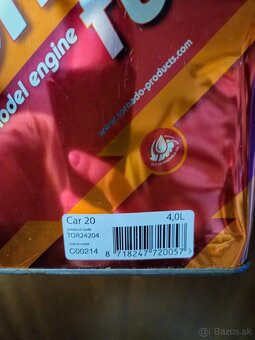 model engine
www.tornado-products.com
Car 20 4,0L
product-code
TOR24204
batch-code
C00214
8 718247 720057 >
Bazos.sk